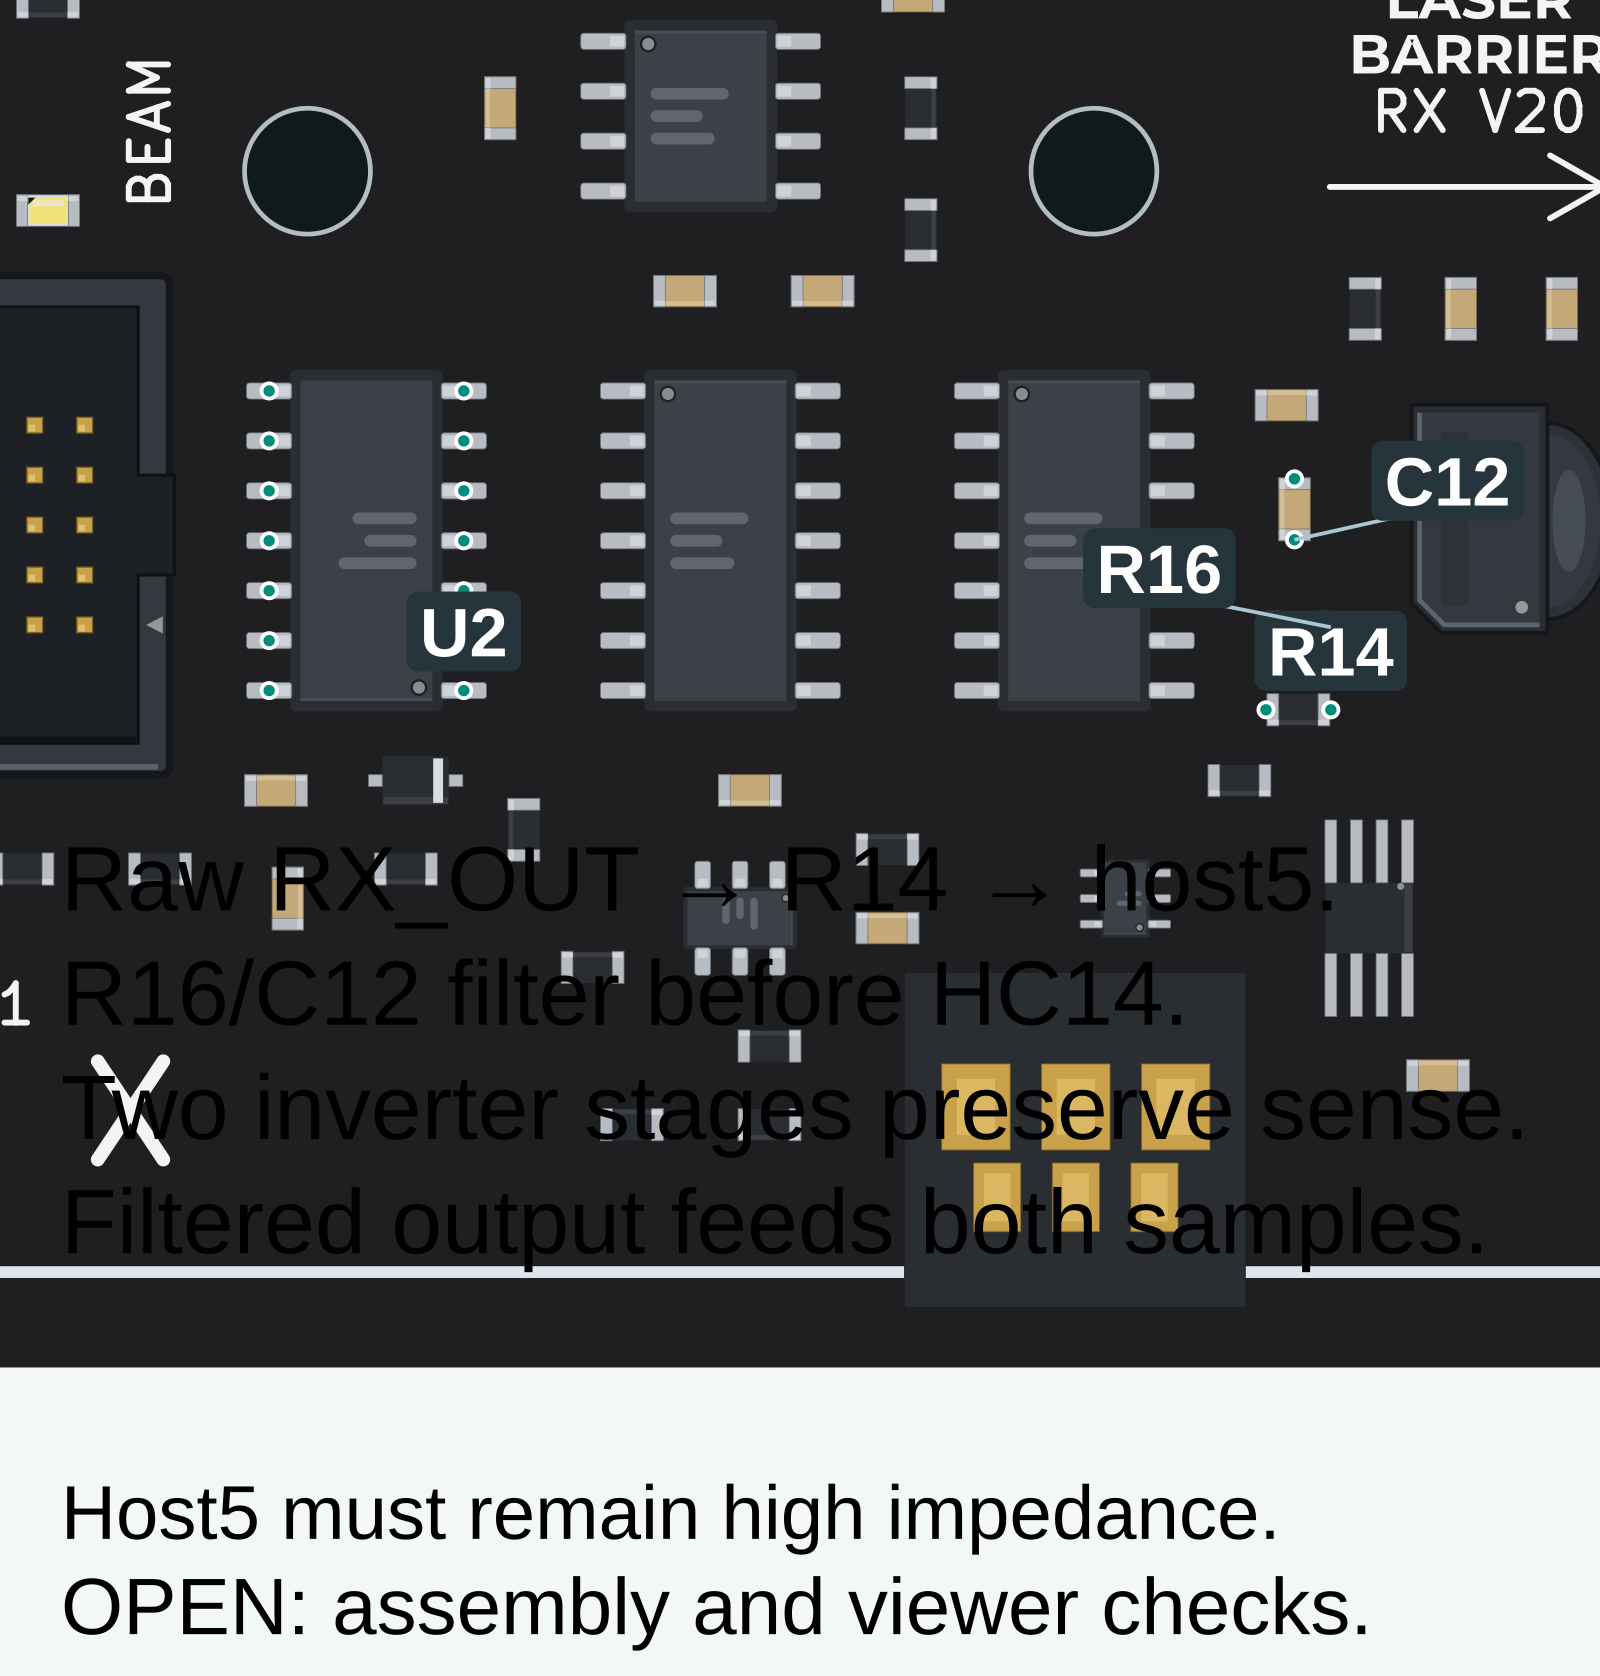 LASER
BARRIER
RX V20
BEAM
C12
R16
R14
U2
Raw RX_OUT → R14 → host5.
R16/C12 filter before HC14.
1
Two inverter stages preserve sense.
X
Filtered output feeds both samples.
Host5 must remain high impedance.
OPEN: assembly and viewer checks.